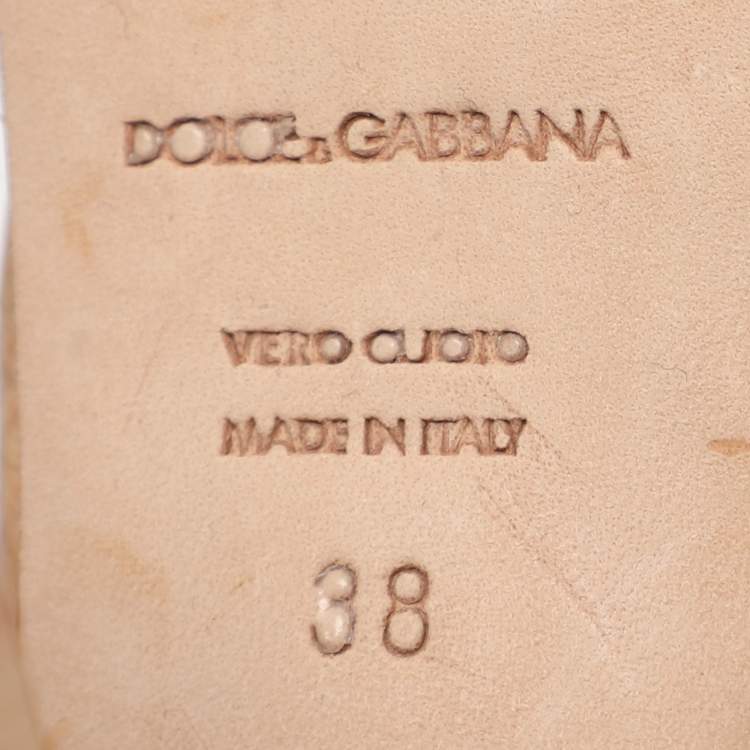 DOLCE & GABBANA
VERO CUOIO
MADE IN ITALY
38